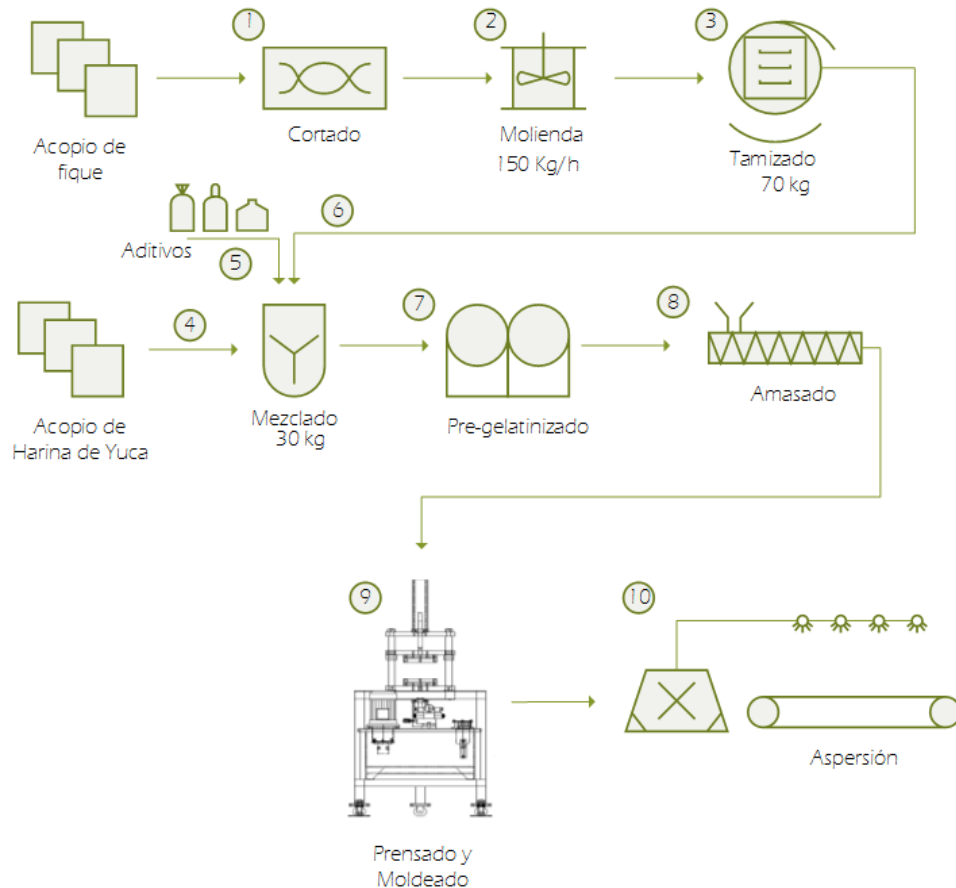 1
2
3
Acopio de
fique
Cortado
Molienda
150 Kg/h
Tamizado
70 kg
Aditivos
5
6
4
7
8
Acopio de
Harina de Yuca
Mezclado
30 kg
Pre-gelatinizado
Amasado
9
10
Prensado y
Moldeado
Aspersión